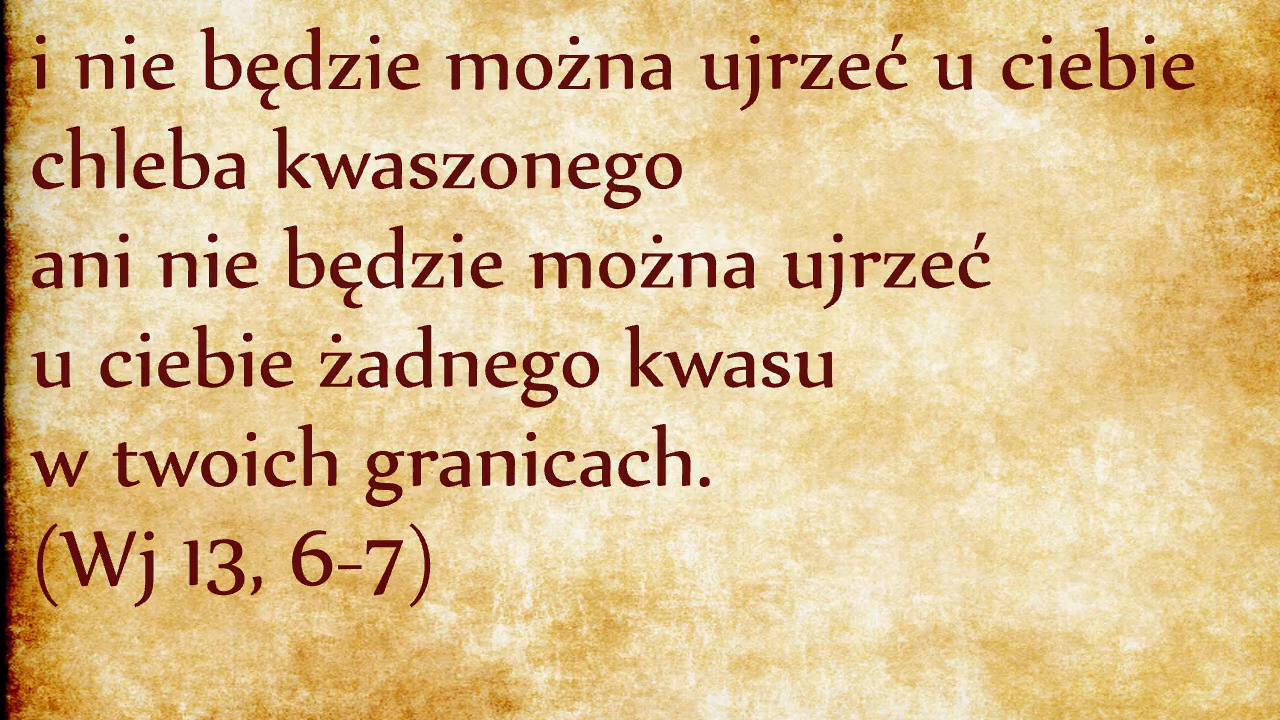 i nie będzie można ujrzeć u ciebie
chleba kwaszonego
ani nie będzie można ujrzeć
u ciebie żadnego kwasu
w twoich granicach.
(Wj 13, 6-7)